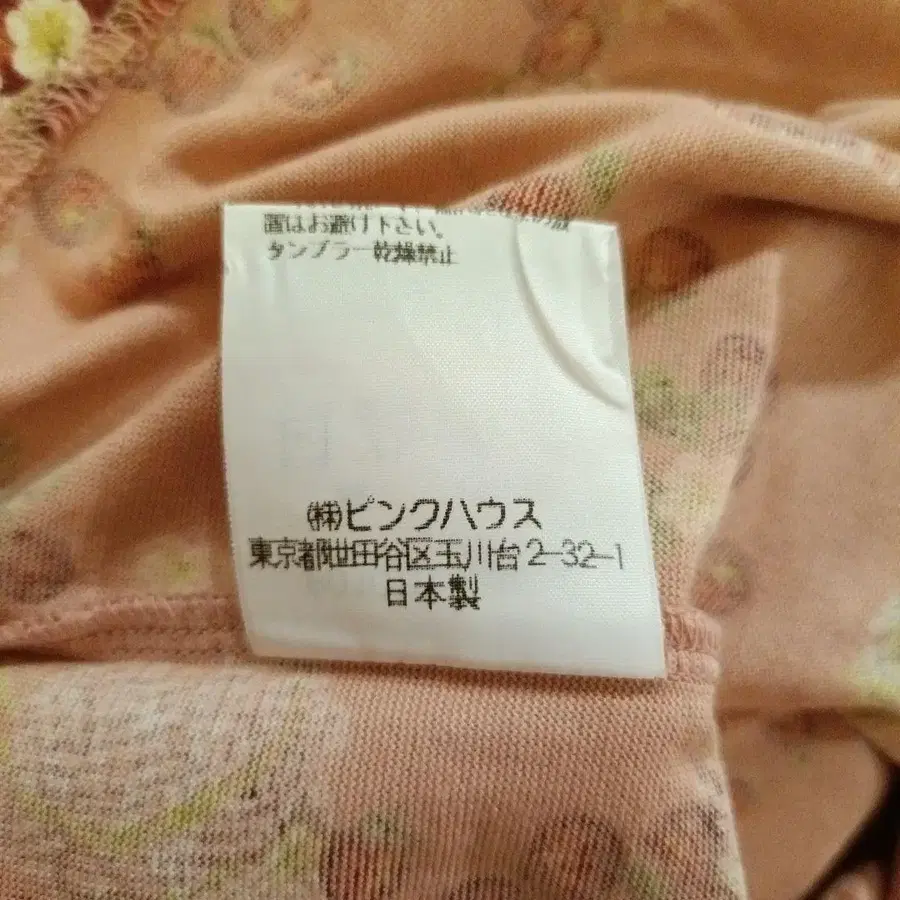 置はお避け下さい。
タンブラー乾燥禁止
(株)ピンクハウス
東京都世田谷区玉川台2-32-1
日本製